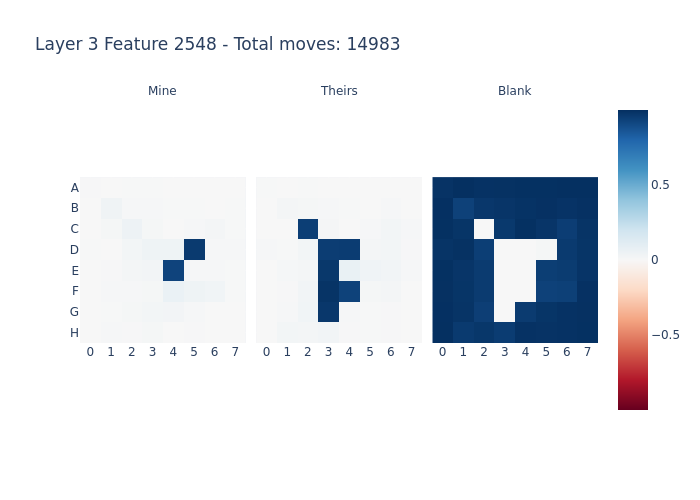 Layer 3 Feature 2548 - Total moves: 14983
Mine Theirs Blank
A
B
C
D
E
F
G
H
0 1 2 3 4 5 6 7 0 1 2 3 4 5 6 7 0 1 2 3 4 5 6 7
0.5
0
−0.5